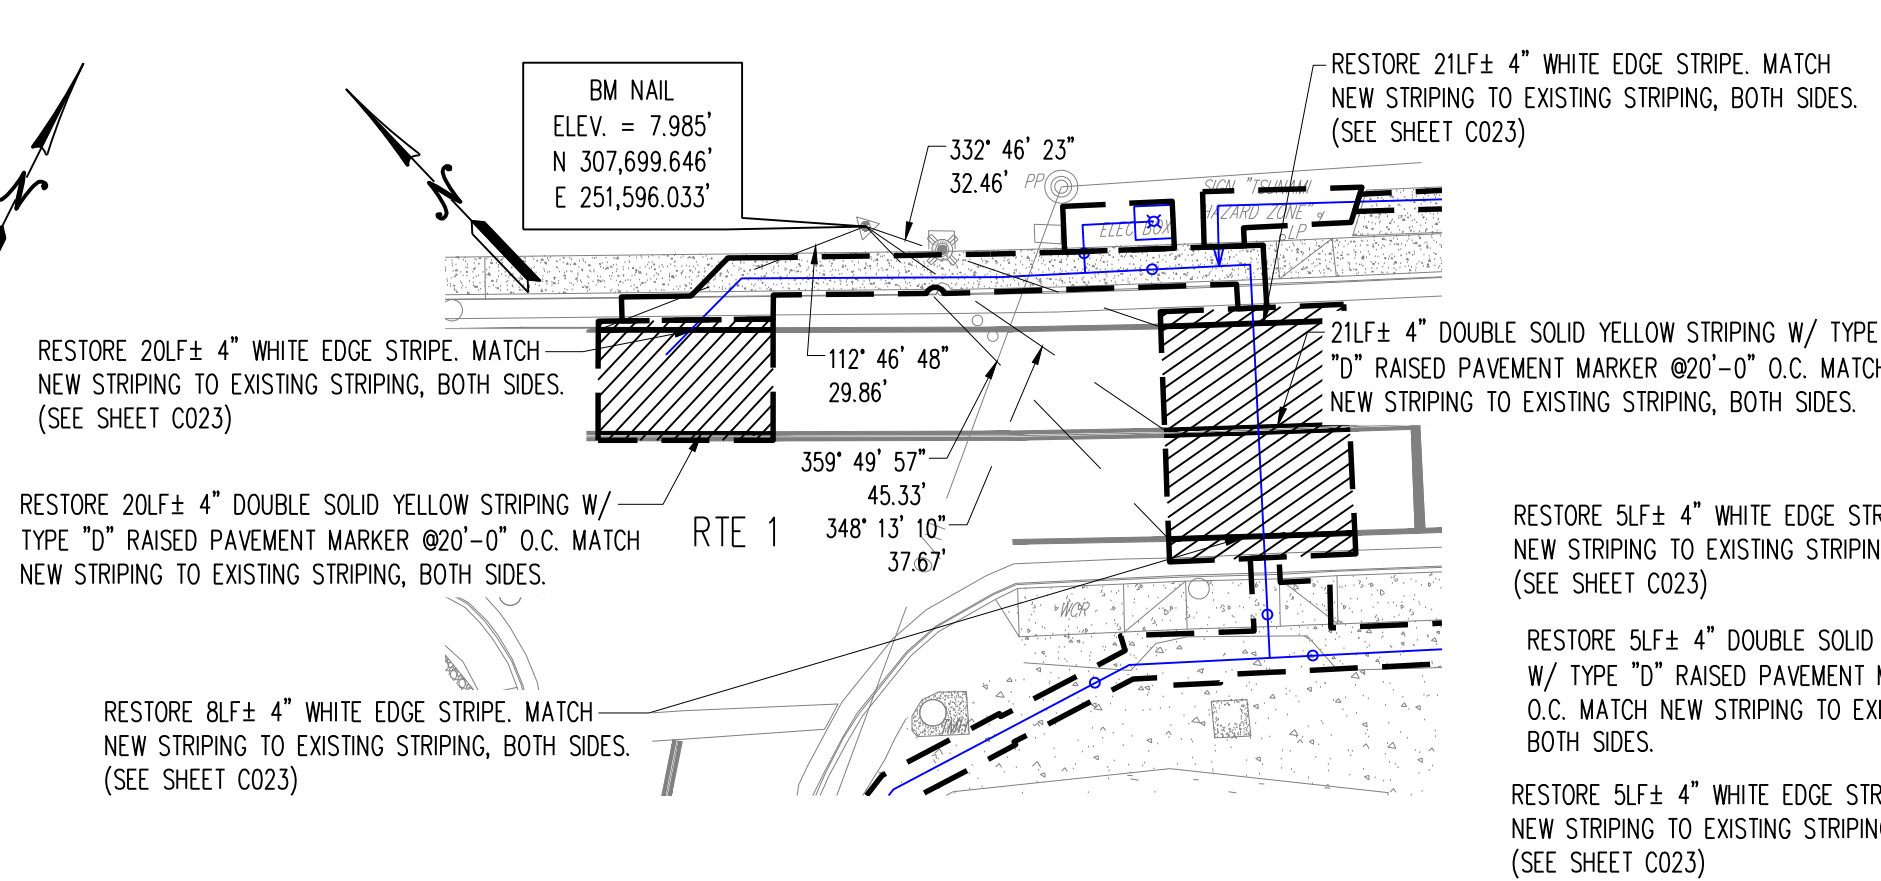 BM NAIL
ELEV. = 7.985'
N 307,699.646'
E 251,596.033'
332° 46' 23"
32.46'
RESTORE 21LF± 4" WHITE EDGE STRIPE. MATCH
NEW STRIPING TO EXISTING STRIPING, BOTH SIDES.
(SEE SHEET C023)
N
N
PP
SIGN "TSUNAMI
HAZARD ZONE"
SLP
ELEC BOX
RESTORE 20LF± 4" WHITE EDGE STRIPE. MATCH
NEW STRIPING TO EXISTING STRIPING, BOTH SIDES.
(SEE SHEET C023)
112° 46' 48"
29.86'
21LF± 4" DOUBLE SOLID YELLOW STRIPING W/ TYPE
"D" RAISED PAVEMENT MARKER @20'-0" O.C. MATCH
NEW STRIPING TO EXISTING STRIPING, BOTH SIDES.
359° 49' 57"
45.33'
348° 13' 10"
37.67'
RESTORE 20LF± 4" DOUBLE SOLID YELLOW STRIPING W/
TYPE "D" RAISED PAVEMENT MARKER @20'-0" O.C. MATCH
NEW STRIPING TO EXISTING STRIPING, BOTH SIDES.
RTE 1
RESTORE 5LF± 4" WHITE EDGE STR
NEW STRIPING TO EXISTING STRIPIN
(SEE SHEET C023)
WCR
RESTORE 5LF± 4" DOUBLE SOLID
W/ TYPE "D" RAISED PAVEMENT M
O.C. MATCH NEW STRIPING TO EXI
BOTH SIDES.
RESTORE 8LF± 4" WHITE EDGE STRIPE. MATCH
NEW STRIPING TO EXISTING STRIPING, BOTH SIDES.
(SEE SHEET C023)
RESTORE 5LF± 4" WHITE EDGE STR
NEW STRIPING TO EXISTING STRIPING
(SEE SHEET C023)